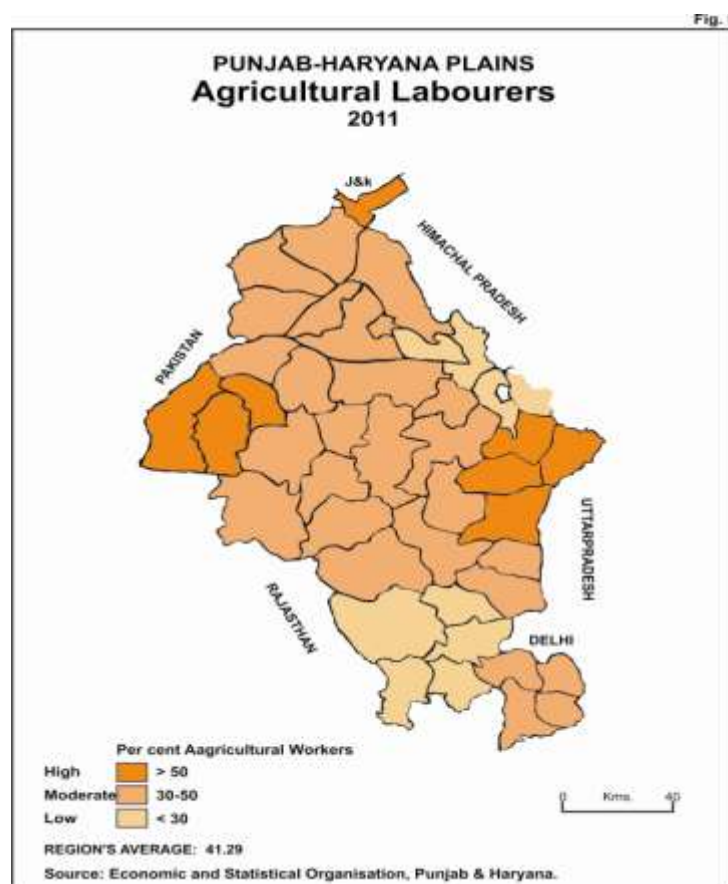 Fig.
PUNJAB-HARYANA PLAINS
Agricultural Labourers
2011
J&k
HIMACHAL PRADESH
PAKISTAN
UTTARPRADESH
RAJASTHAN
DELHI
Per cent Aagricultural Workers
High > 50
Moderate 30-50
Low < 30
0 Kms. 40
REGION'S AVERAGE: 41.29
Source: Economic and Statistical Organisation, Punjab & Haryana.